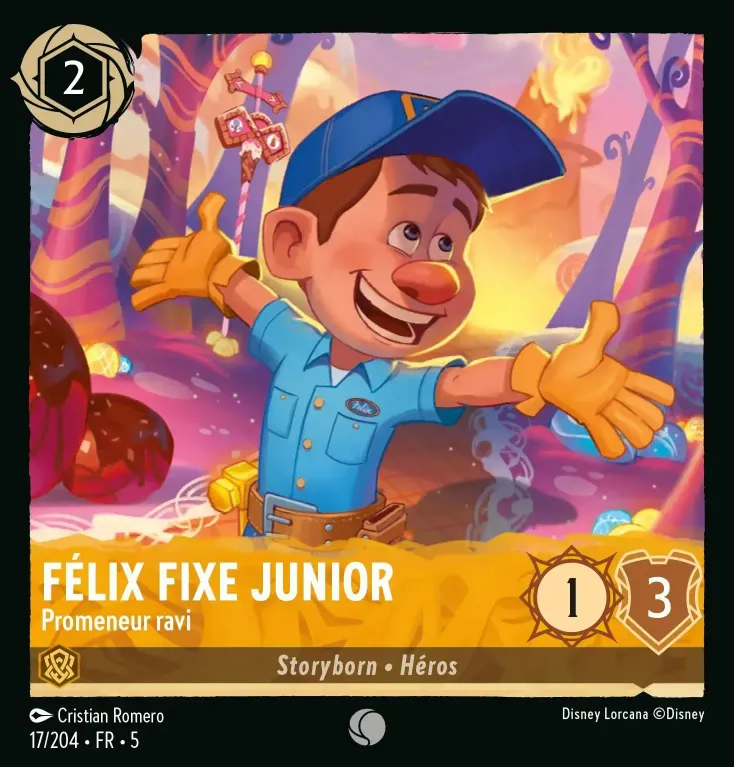 2
Felix
FÉLIX FIXE JUNIOR
1
3
Promeneur ravi
Storyborn • Héros
Cristian Romero
Disney Lorcana ©Disney
17/204 • FR • 5